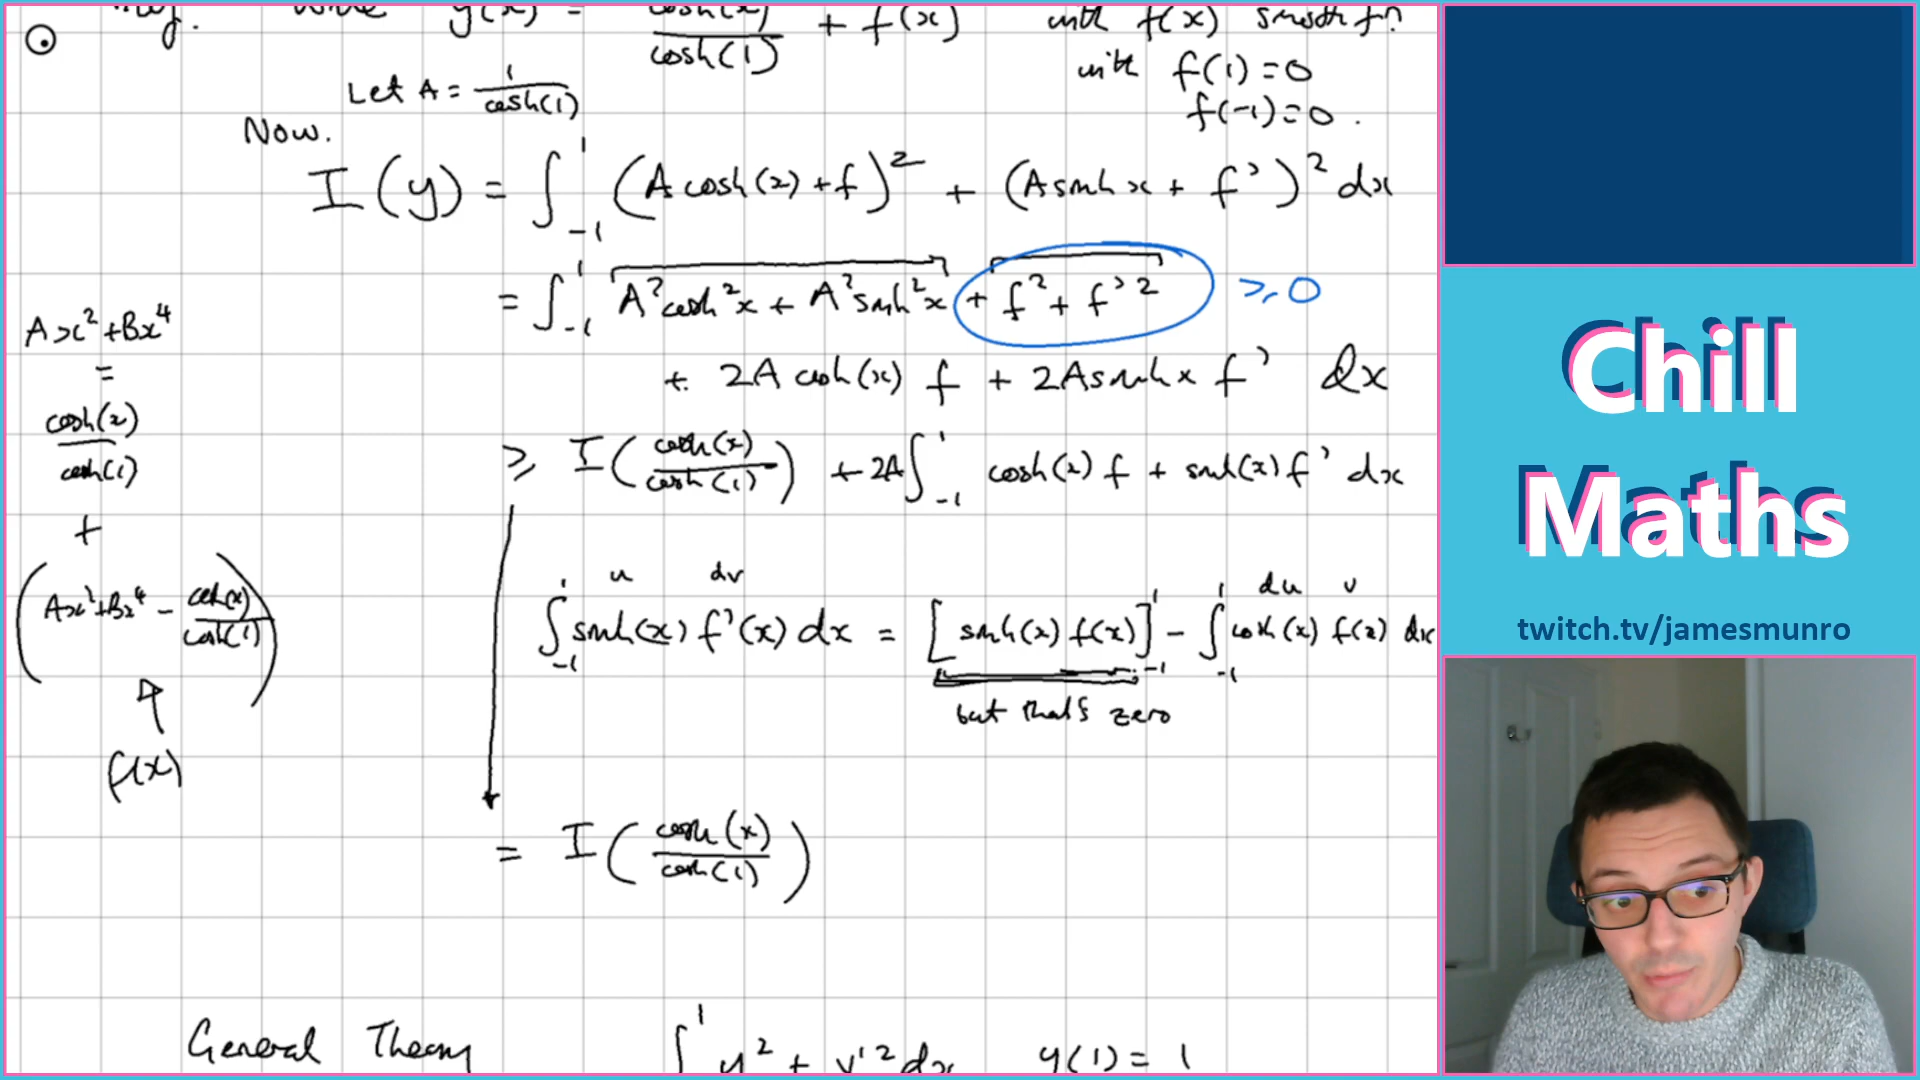 y(x) = cosh(x)/cosh(1) + f(x) with f(x) smooth fn
with f(1) = 0
f(-1) = 0.
Let A = 1/cosh(1)
Now.
I(y) = ∫_{-1}^{1} (A cosh(x) + f)² + (A sinh x + f')² dx
= ∫_{-1}^{1} A² cosh² x + A² sinh² x + f² + f'² ≥ 0
+ 2A cosh(x) f + 2A sinh x f' dx
≥ I(cosh(x)/cosh(1)) + 2A ∫_{-1}^{1} cosh(x) f + sinh(x) f' dx
u dv du v
∫_{-1}^{1} sinh(x) f'(x) dx = [sinh(x) f(x)]_{-1}^{1} - ∫_{-1}^{1} cosh(x) f(x) dx
but that's zero
= I(cosh(x)/cosh(1))
Ax² + Bx⁴
=
cosh(x)/cosh(1)
+
(Ax² + Bx⁴ - cosh(x)/cosh(1))
f(x)
General Theory ∫^{1} y² + y'² dx y(1) = 1
Chill
Maths
twitch.tv/jamesmunro